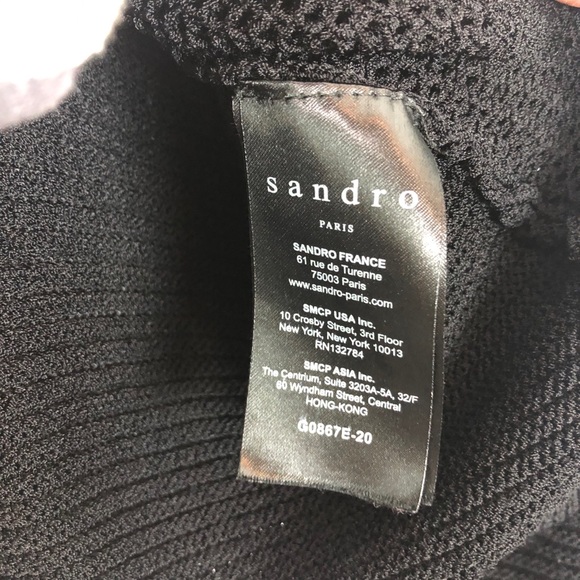 sandro
PARIS
SANDRO FRANCE
61 rue de Turenne
75003 Paris
www.sandro-paris.com
SMCP USA Inc.
10 Crosby Street, 3rd Floor
New York, New York 10013
RN132784
SMCP ASIA Inc.
The Centrium, Suite 3203A-5A, 32/F
60 Wyndham Street, Central
HONG-KONG
G0867E-20